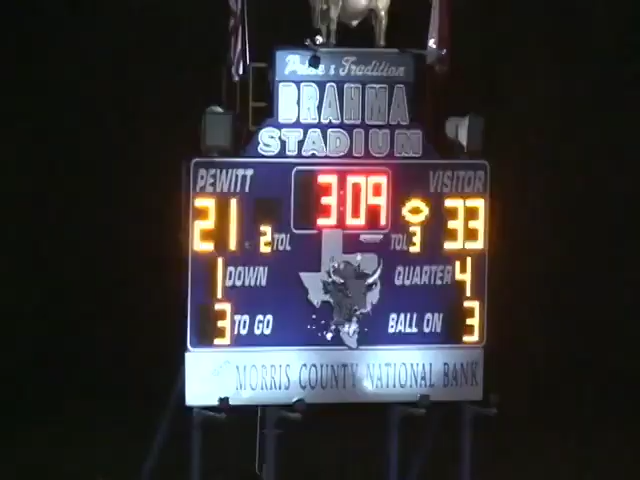 Pride & Tradition
BRAHMA
STADIUM
PEWITT 3:09 VISITOR
21 2 TOL TOL 3 33
1 DOWN QUARTER 4
3 TO GO BALL ON 3
MORRIS COUNTY NATIONAL BANK